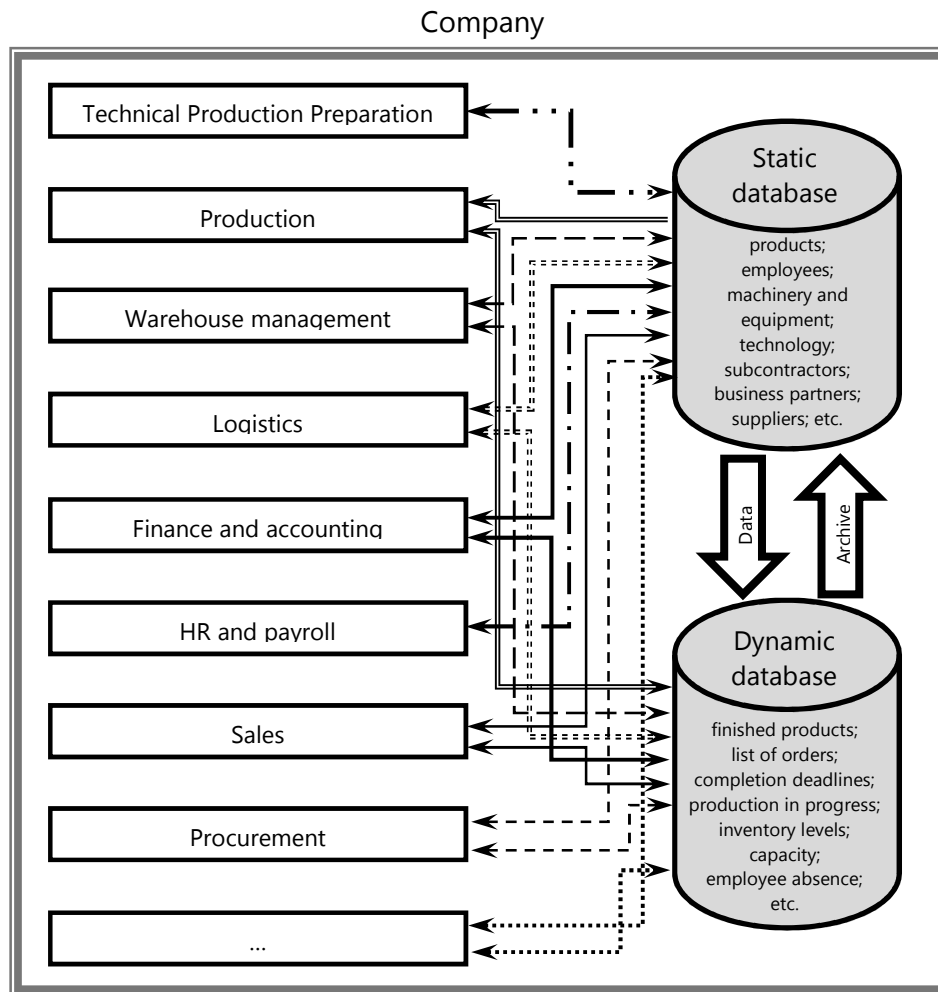 Company
Technical Production Preparation
Production
Warehouse management
Logistics
Finance and accounting
HR and payroll
Sales
Procurement
...
Static
database
products;
employees;
machinery and
equipment;
technology;
subcontractors;
business partners;
suppliers; etc.
Data
Archive
Dynamic
database
finished products;
list of orders;
completion deadlines;
production in progress;
inventory levels;
capacity;
employee absence;
etc.